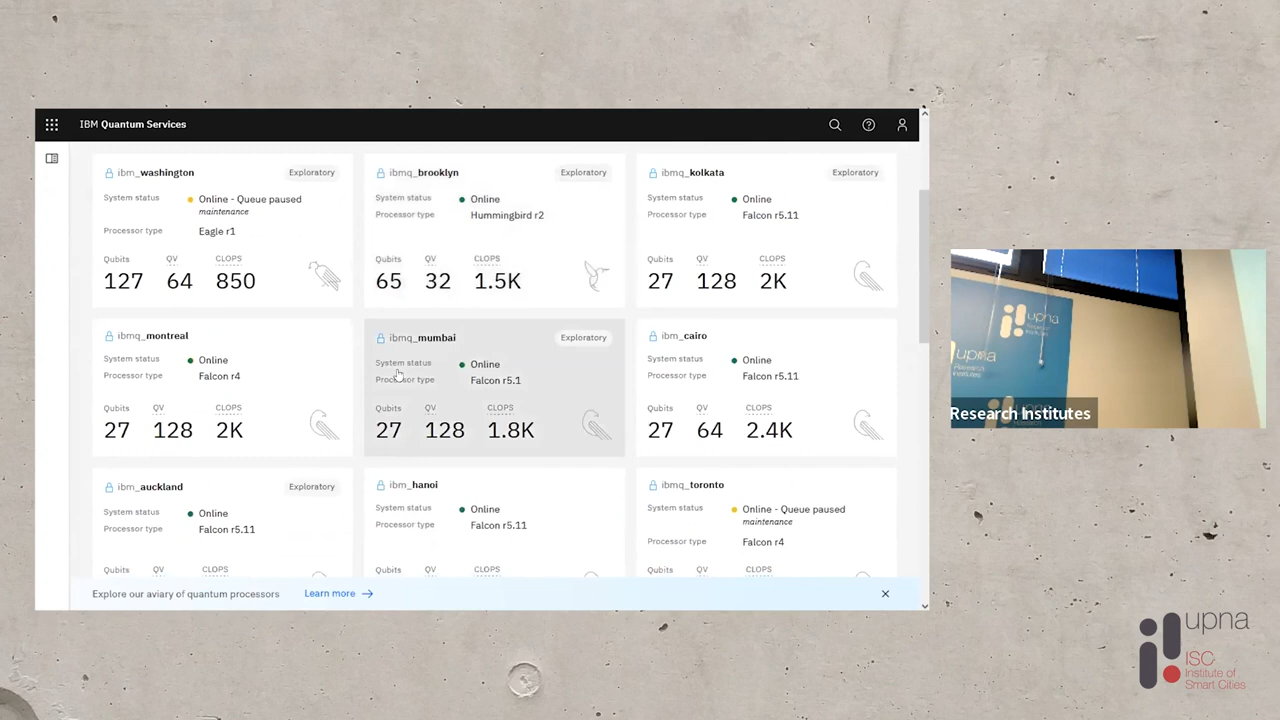 IBM Quantum Services
ibm_washington
Exploratory
System status
Online - Queue paused
maintenance
Processor type
Eagle r1
Qubits
QV
CLOPS
127
64
850
ibmq_brooklyn
Exploratory
System status
Online
Processor type
Hummingbird r2
Qubits
QV
CLOPS
65
32
1.5K
ibmq_kolkata
Exploratory
System status
Online
Processor type
Falcon r5.11
Qubits
QV
CLOPS
27
128
2K
ibmq_montreal
System status
Online
Processor type
Falcon r4
Qubits
QV
CLOPS
27
128
2K
ibmq_mumbai
Exploratory
System status
Online
Processor type
Falcon r5.1
Qubits
QV
CLOPS
27
128
1.8K
ibm_cairo
System status
Online
Processor type
Falcon r5.11
Qubits
QV
CLOPS
27
64
2.4K
ibm_auckland
Exploratory
System status
Online
Processor type
Falcon r5.11
Qubits
QV
CLOPS
ibm_hanoi
System status
Online
Processor type
Falcon r5.11
Qubits
QV
CLOPS
ibmq_toronto
System status
Online - Queue paused
maintenance
Processor type
Falcon r4
Qubits
QV
CLOPS
Explore our aviary of quantum processors
Learn more
upna
upna
Research
Institutes
Research Institutes
upna
ISC
Institute of
Smart Cities